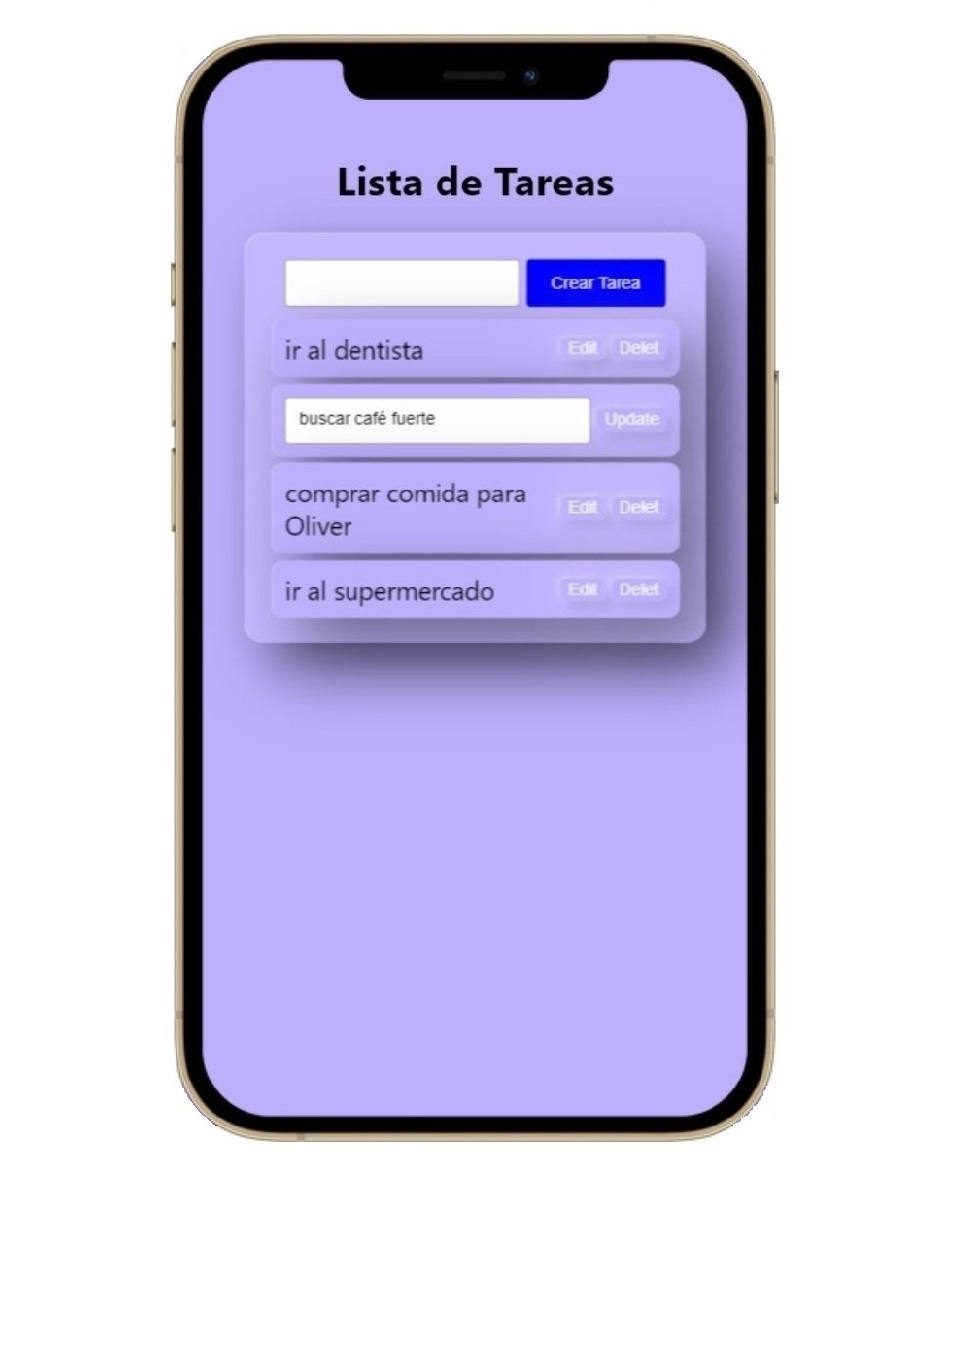 Lista de Tareas
Crear Tarea
ir al dentista Edit Delet
buscar café fuerte Update
comprar comida para
Oliver Edit Delet
ir al supermercado Edit Delet